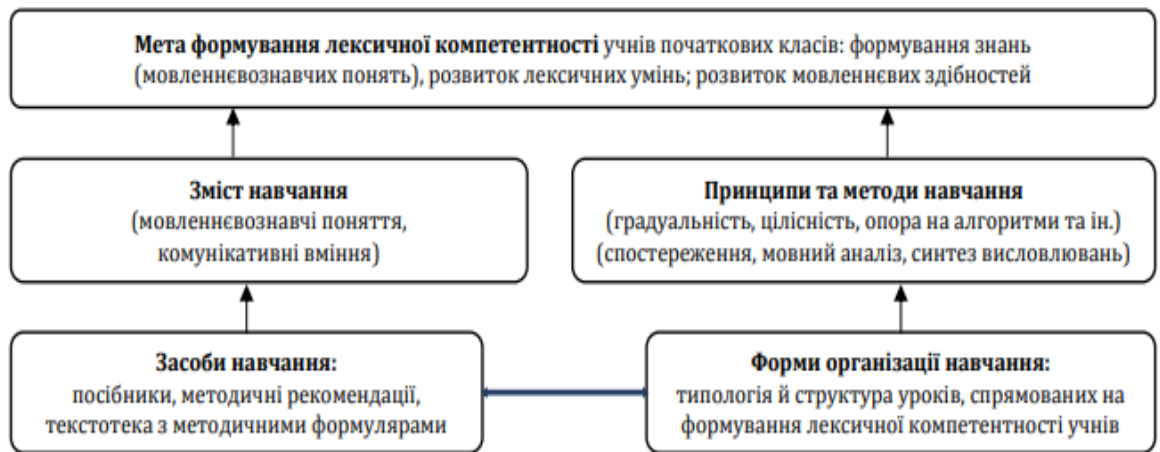 Мета формування лексичної компетентності учнів початкових класів: формування знань
(мовленнєвознавчих понять), розвиток лексичних умінь; розвиток мовленнєвих здібностей
Зміст навчання
(мовленнєвознавчі поняття,
комунікативні вміння)
Принципи та методи навчання
(градуальність, цілісність, опора на алгоритми та ін.)
(спостереження, мовний аналіз, синтез висловлювань)
Засоби навчання:
посібники, методичні рекомендації,
текстотека з методичними формулярами
Форми організації навчання:
типологія й структура уроків, спрямованих на
формування лексичної компетентності учнів